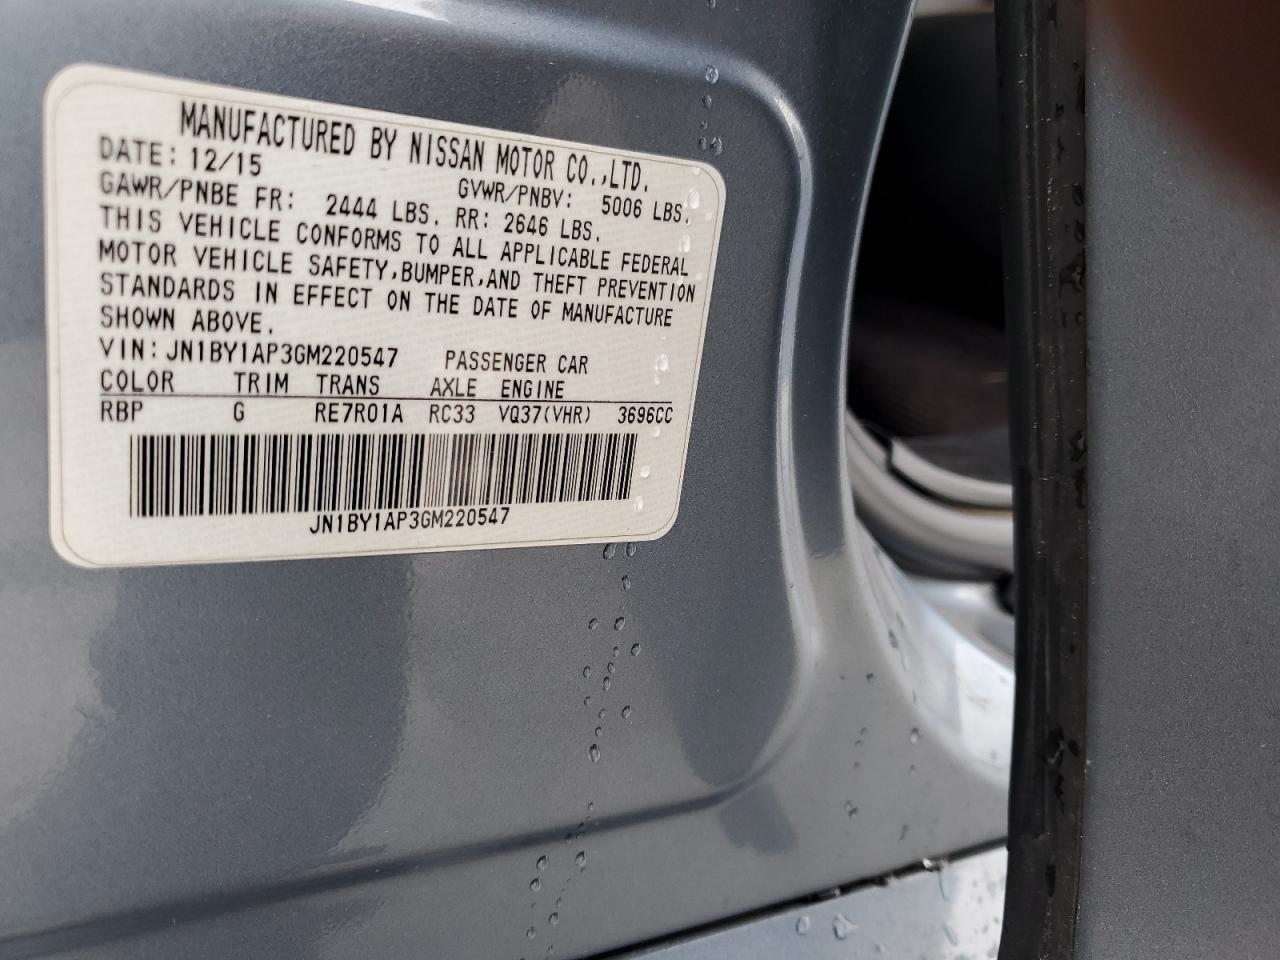 MANUFACTURED BY NISSAN MOTOR CO.,LTD.
DATE: 12/15 GVWR/PNBV: 5006 LBS.
GAWR/PNBE FR: 2444 LBS. RR: 2646 LBS.
THIS VEHICLE CONFORMS TO ALL APPLICABLE FEDERAL
MOTOR VEHICLE SAFETY,BUMPER,AND THEFT PREVENTION
STANDARDS IN EFFECT ON THE DATE OF MANUFACTURE
SHOWN ABOVE.
VIN: JN1BY1AP3GM220547 PASSENGER CAR
COLOR TRIM TRANS AXLE ENGINE
RBP G RE7R01A RC33 VQ37(VHR) 3696CC
JN1BY1AP3GM220547